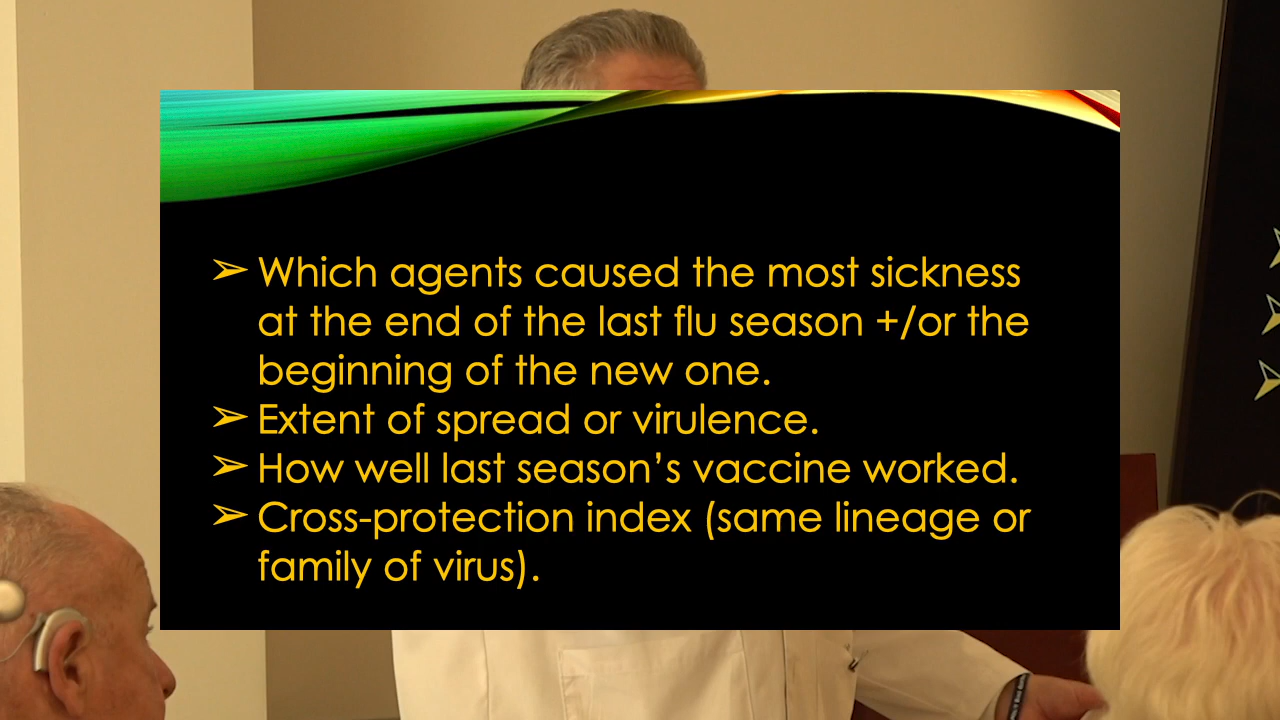 ➢ Which agents caused the most sickness
at the end of the last flu season +/or the
beginning of the new one.
➢ Extent of spread or virulence.
➢ How well last season’s vaccine worked.
➢ Cross-protection index (same lineage or
family of virus).